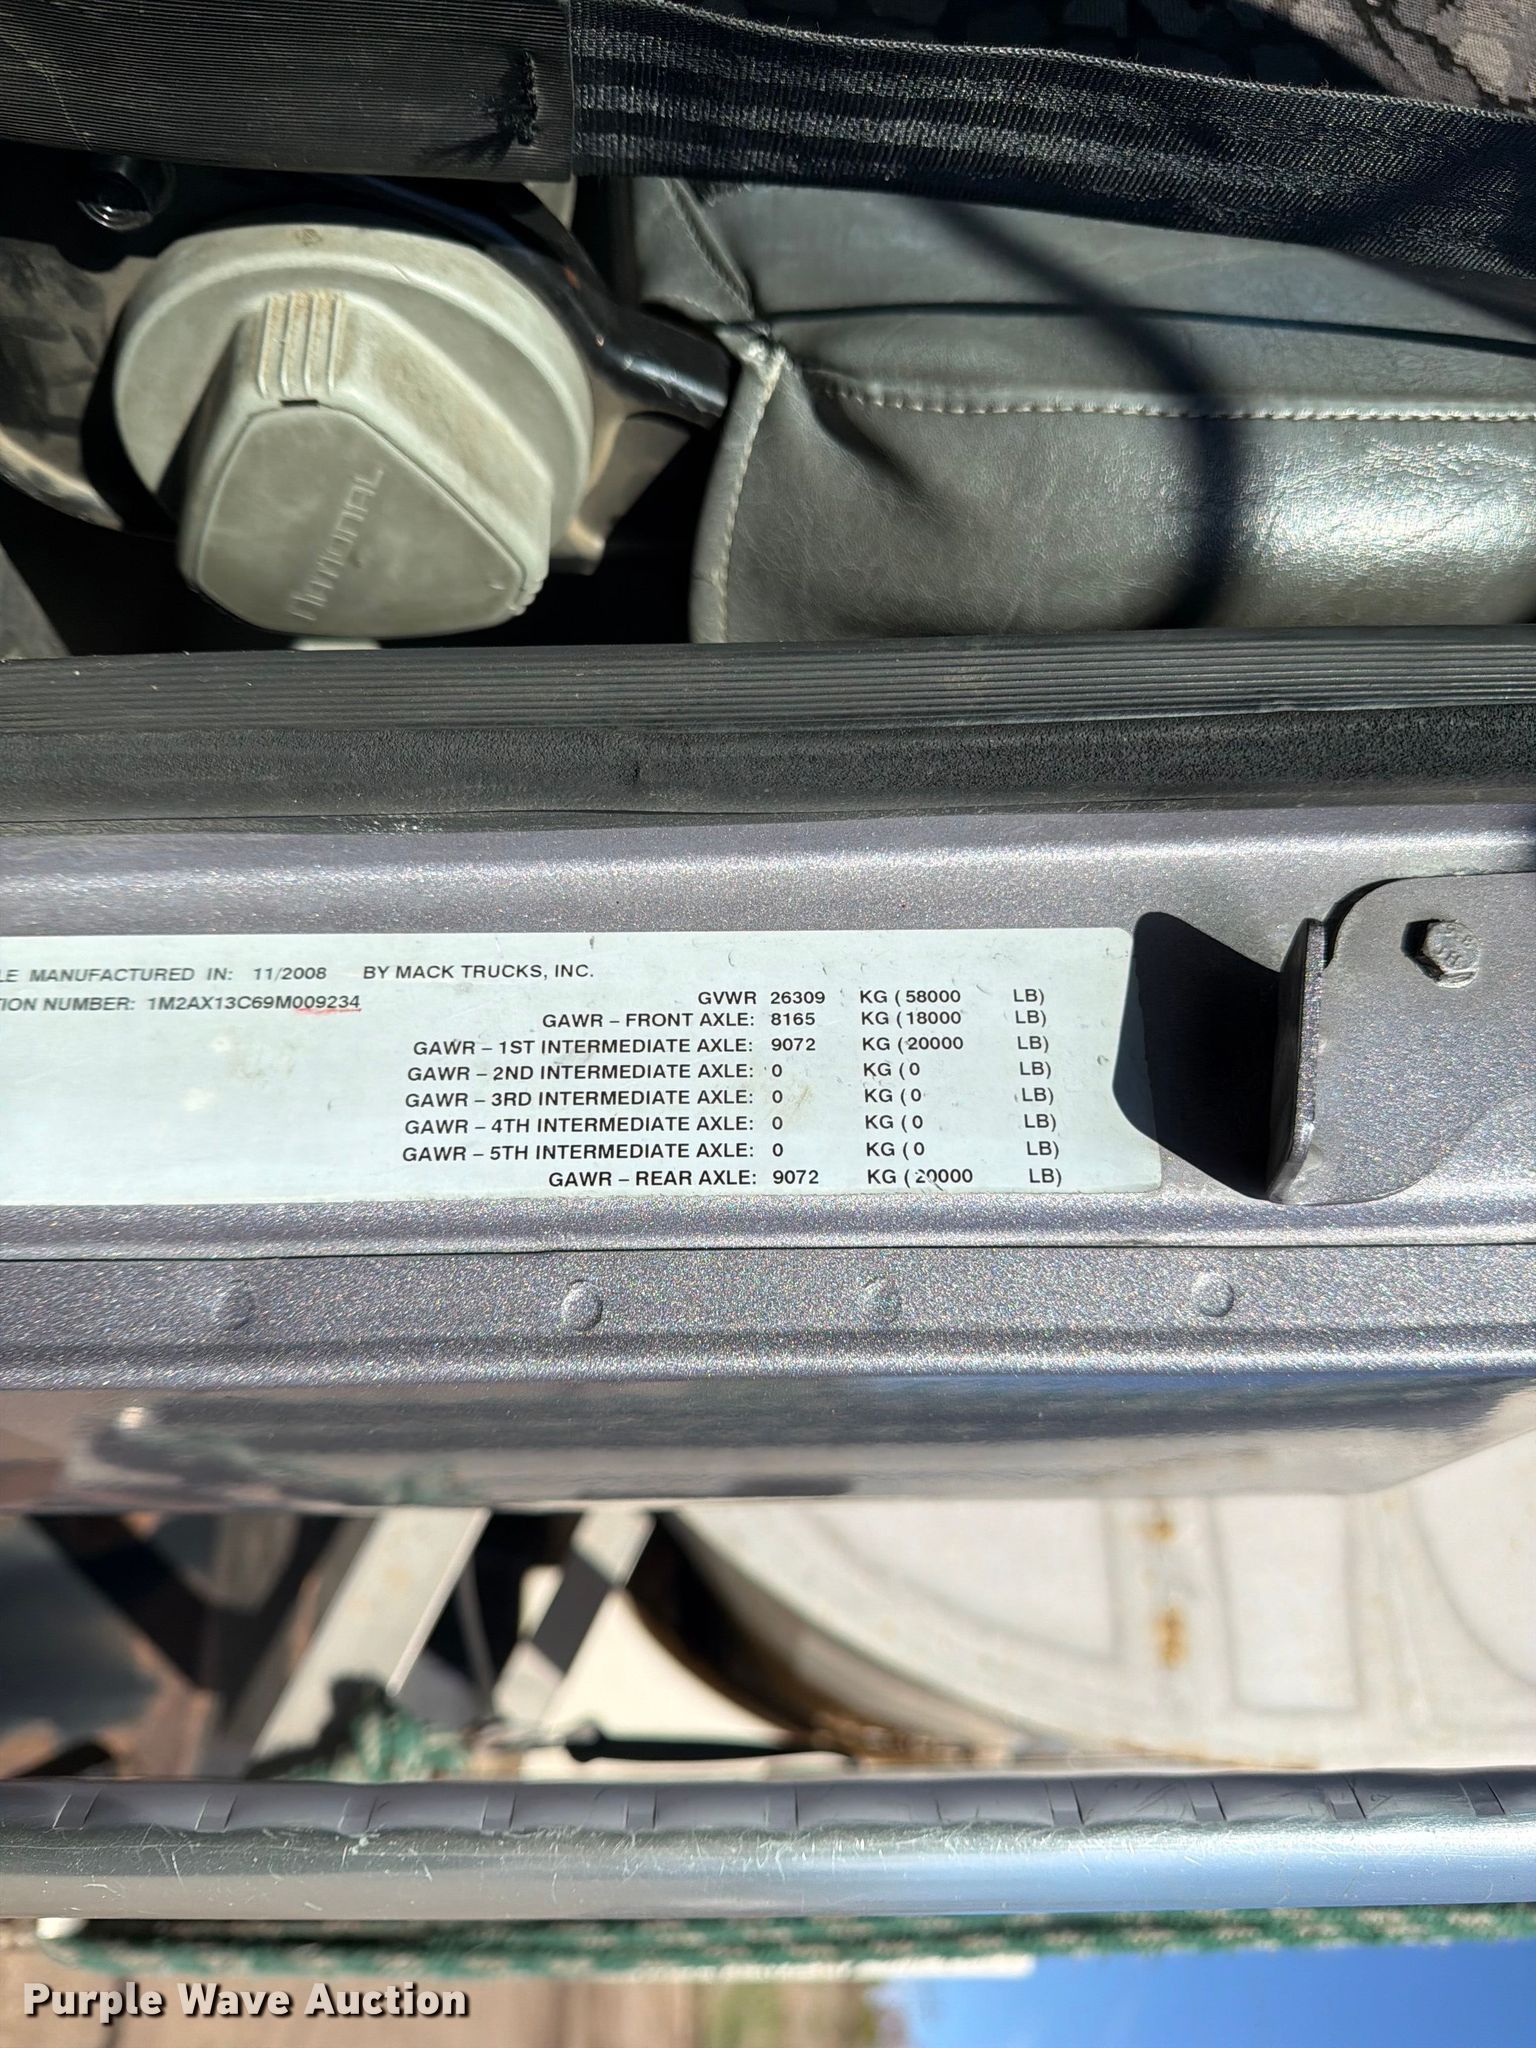 NATIONAL
LE MANUFACTURED IN: 11/2008 BY MACK TRUCKS, INC.
TION NUMBER: 1M2AX13C69M009234
GVWR 26309 KG (58000 LB)
GAWR – FRONT AXLE: 8165 KG (18000 LB)
GAWR – 1ST INTERMEDIATE AXLE: 9072 KG (20000 LB)
GAWR – 2ND INTERMEDIATE AXLE: 0 KG (0 LB)
GAWR – 3RD INTERMEDIATE AXLE: 0 KG (0 LB)
GAWR – 4TH INTERMEDIATE AXLE: 0 KG (0 LB)
GAWR – 5TH INTERMEDIATE AXLE: 0 KG (0 LB)
GAWR – REAR AXLE: 9072 KG (20000 LB)
Purple Wave Auction